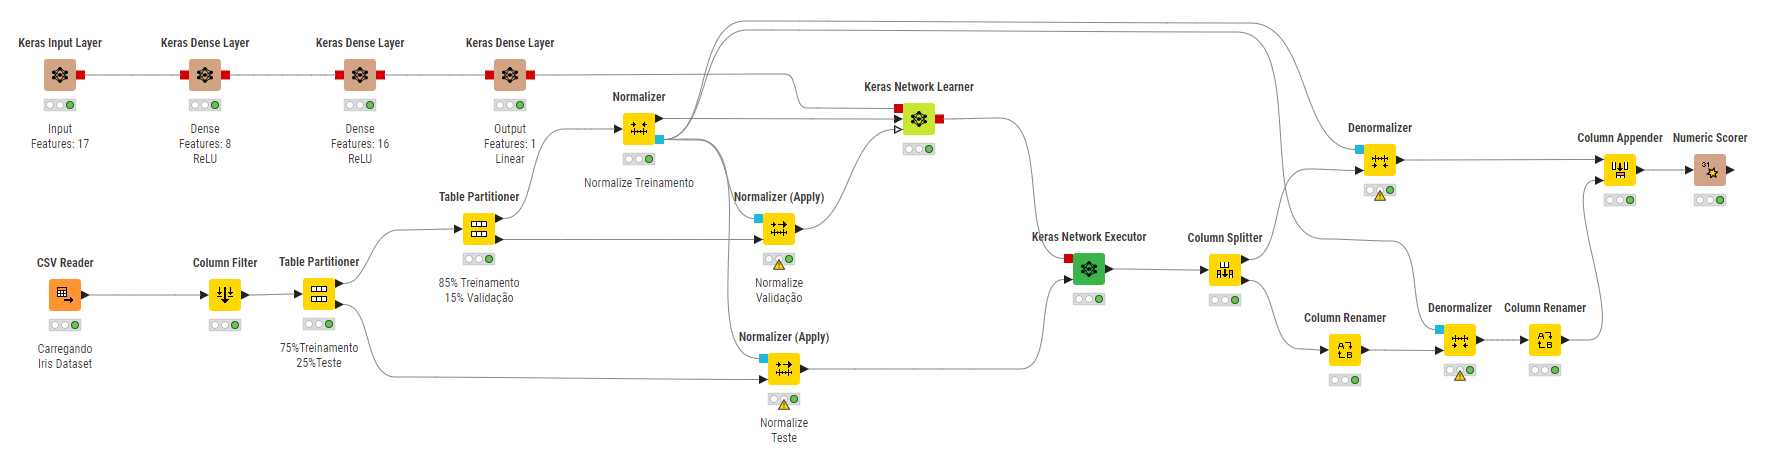 Keras Input Layer
Input
Features: 17
Keras Dense Layer
Dense
Features: 8
ReLU
Keras Dense Layer
Dense
Features: 16
ReLU
Keras Dense Layer
Output
Features: 1
Linear
Normalizer
Normalize Treinamento
Keras Network Learner
Table Partitioner
85% Treinamento
15% Validação
Normalizer (Apply)
Normalize
Validação
CSV Reader
Carregando
Iris Dataset
Column Filter
Table Partitioner
75%Treinamento
25%Teste
Normalizer (Apply)
Normalize
Teste
Keras Network Executor
Column Splitter
Denormalizer
Column Renamer
Denormalizer
Column Renamer
Column Appender
Numeric Scorer